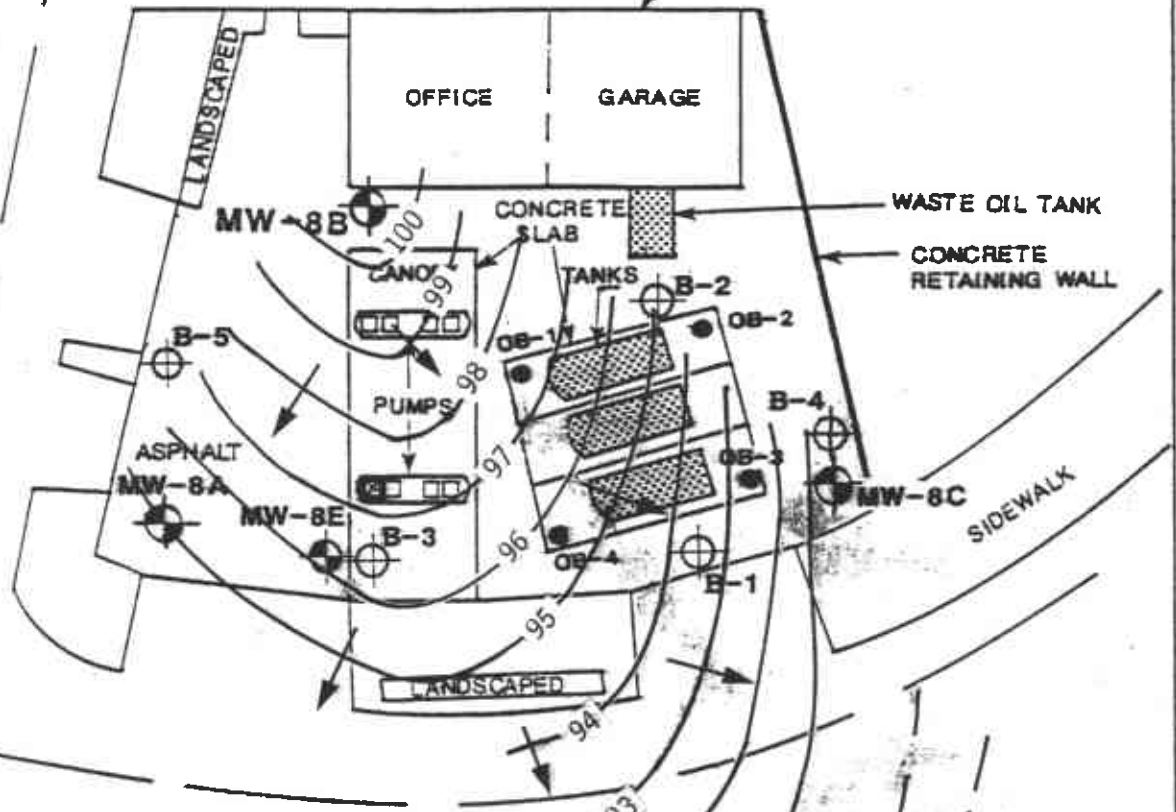 LANDSCAPED
OFFICE
GARAGE
WASTE OIL TANK
CONCRETE
RETAINING WALL
MW-8B
100
CONCRETE
SLAB
99
TANKS
B-2
OB-1
OB-2
B-5
98
PUMPS
B-4
ASPHALT
97
OB-3
MW-8A
MW-8C
SIDEWALK
MW-8E
B-3
96
OB-4
B-1
95
LANDSCAPED
94